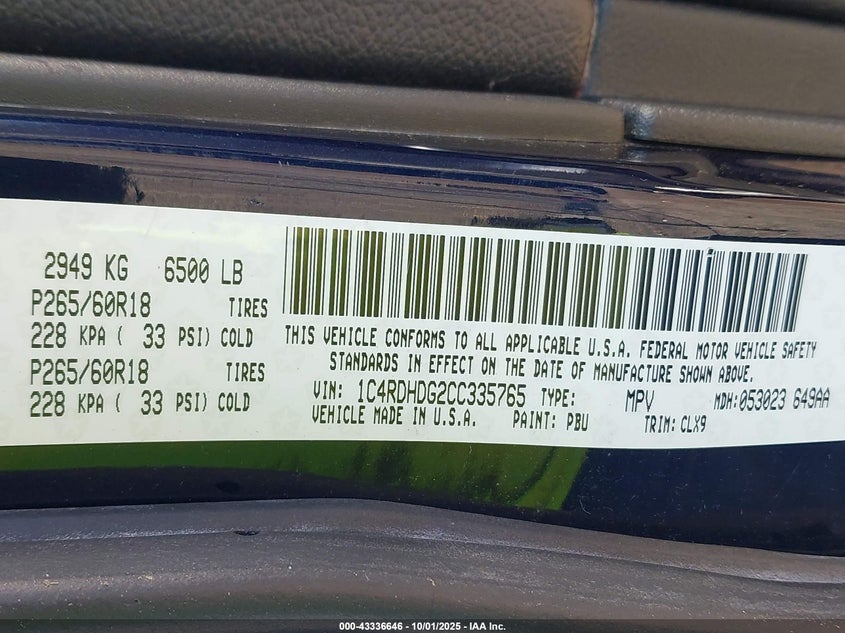 2949 KG 6500 LB
P265/60R18 TIRES
228 KPA ( 33 PSI) COLD
P265/60R18 TIRES
228 KPA ( 33 PSI) COLD
THIS VEHICLE CONFORMS TO ALL APPLICABLE U.S.A. FEDERAL MOTOR VEHICLE SAFETY
STANDARDS IN EFFECT ON THE DATE OF MANUFACTURE SHOWN ABOVE.
VIN: 1C4RDHDG2CC335765 TYPE: MPV MDH: 053023 649AA
VEHICLE MADE IN U.S.A. PAINT: PBU TRIM: CLX9
000-43336646 - 10/01/2025 - IAA Inc.